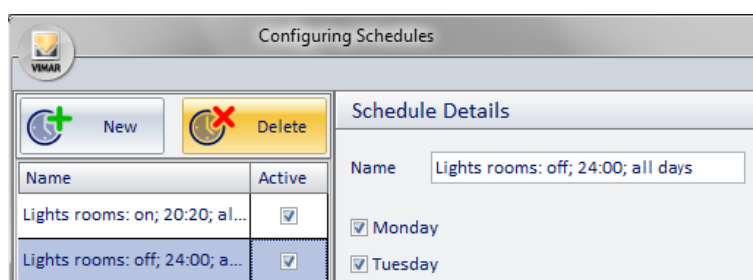 Configuring Schedules
VIMAR
New
Delete
Schedule Details
Name
Active
Name
Lights rooms: off; 24:00; all days
Lights rooms: on; 20:20; al...
Monday
Lights rooms: off; 24:00; a...
Tuesday